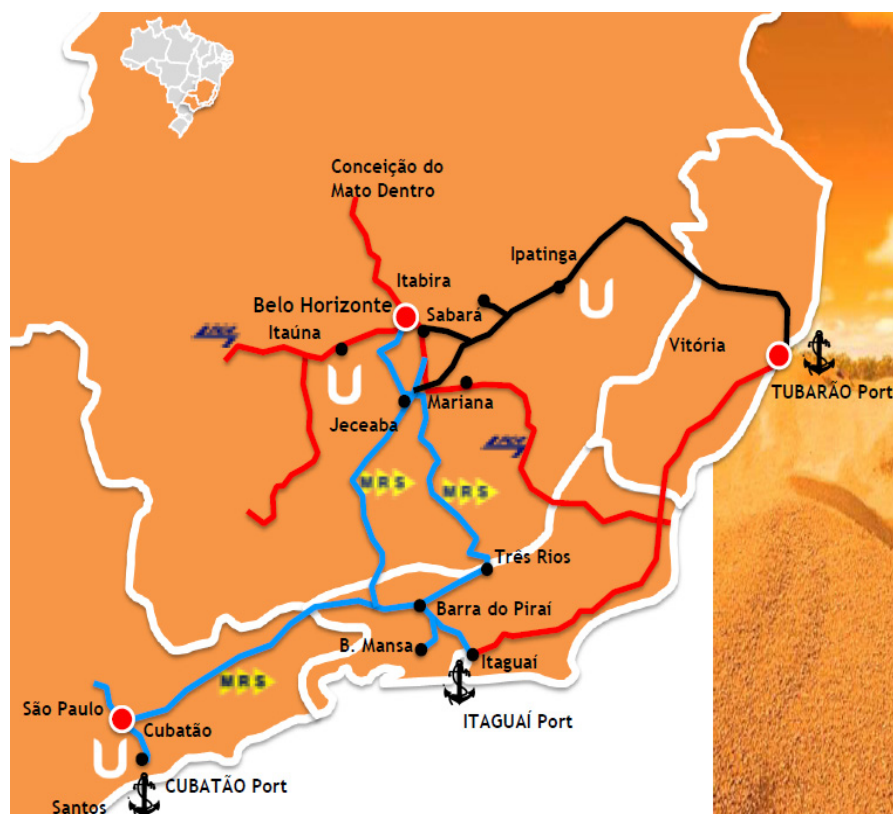 Conceição do
Mato Dentro
Ipatinga
Itabira
Belo Horizonte
Sabará
Itaúna
Vitória
TUBARÃO Port
Mariana
Jeceaba
MRS
MRS
Três Rios
Barra do Piraí
B. Mansa
Itaguaí
MRS
São Paulo
ITAGUAÍ Port
Cubatão
CUBATÃO Port
Santos